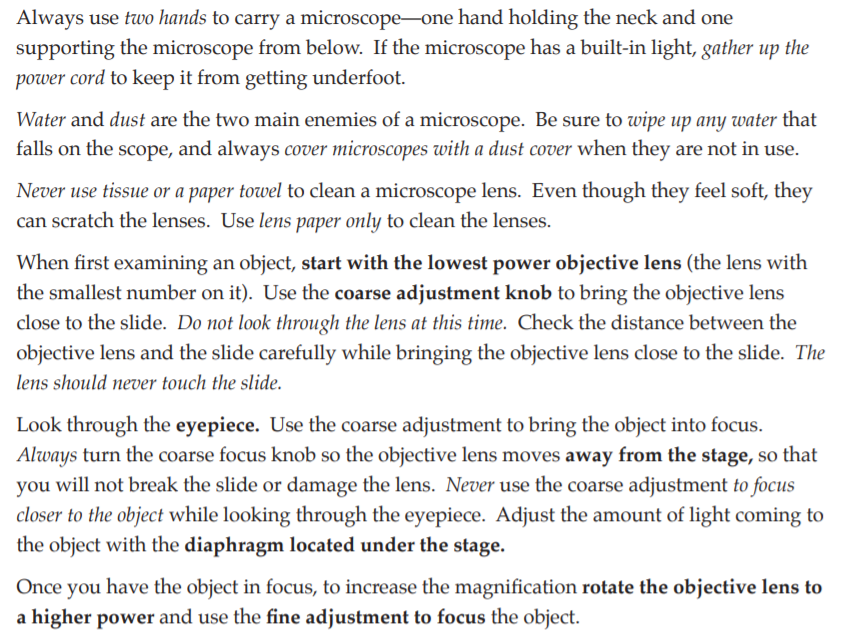 Always use two hands to carry a microscope—one hand holding the neck and one
supporting the microscope from below.  If the microscope has a built-in light, gather up the
power cord to keep it from getting underfoot.
Water and dust are the two main enemies of a microscope.  Be sure to wipe up any water that
falls on the scope, and always cover microscopes with a dust cover when they are not in use.
Never use tissue or a paper towel to clean a microscope lens.  Even though they feel soft, they
can scratch the lenses.  Use lens paper only to clean the lenses.
When first examining an object, start with the lowest power objective lens (the lens with
the smallest number on it).  Use the coarse adjustment knob to bring the objective lens
close to the slide.  Do not look through the lens at this time.  Check the distance between the
objective lens and the slide carefully while bringing the objective lens close to the slide.  The
lens should never touch the slide.
Look through the eyepiece.  Use the coarse adjustment to bring the object into focus.
Always turn the coarse focus knob so the objective lens moves away from the stage, so that
you will not break the slide or damage the lens.  Never use the coarse adjustment to focus
closer to the object while looking through the eyepiece.  Adjust the amount of light coming to
the object with the diaphragm located under the stage.
Once you have the object in focus, to increase the magnification rotate the objective lens to
a higher power and use the fine adjustment to focus the object.